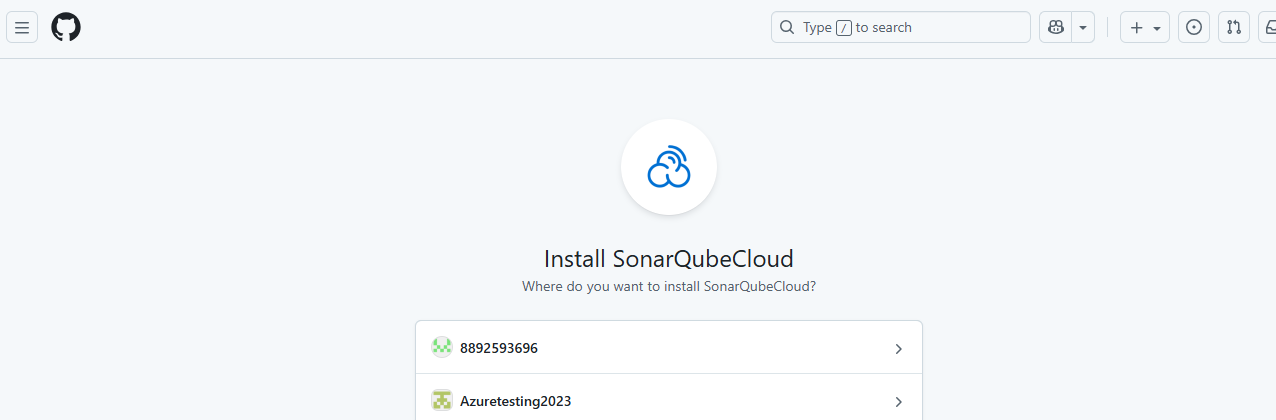 Type / to search
Install SonarQubeCloud
Where do you want to install SonarQubeCloud?
8892593696
Azuretesting2023